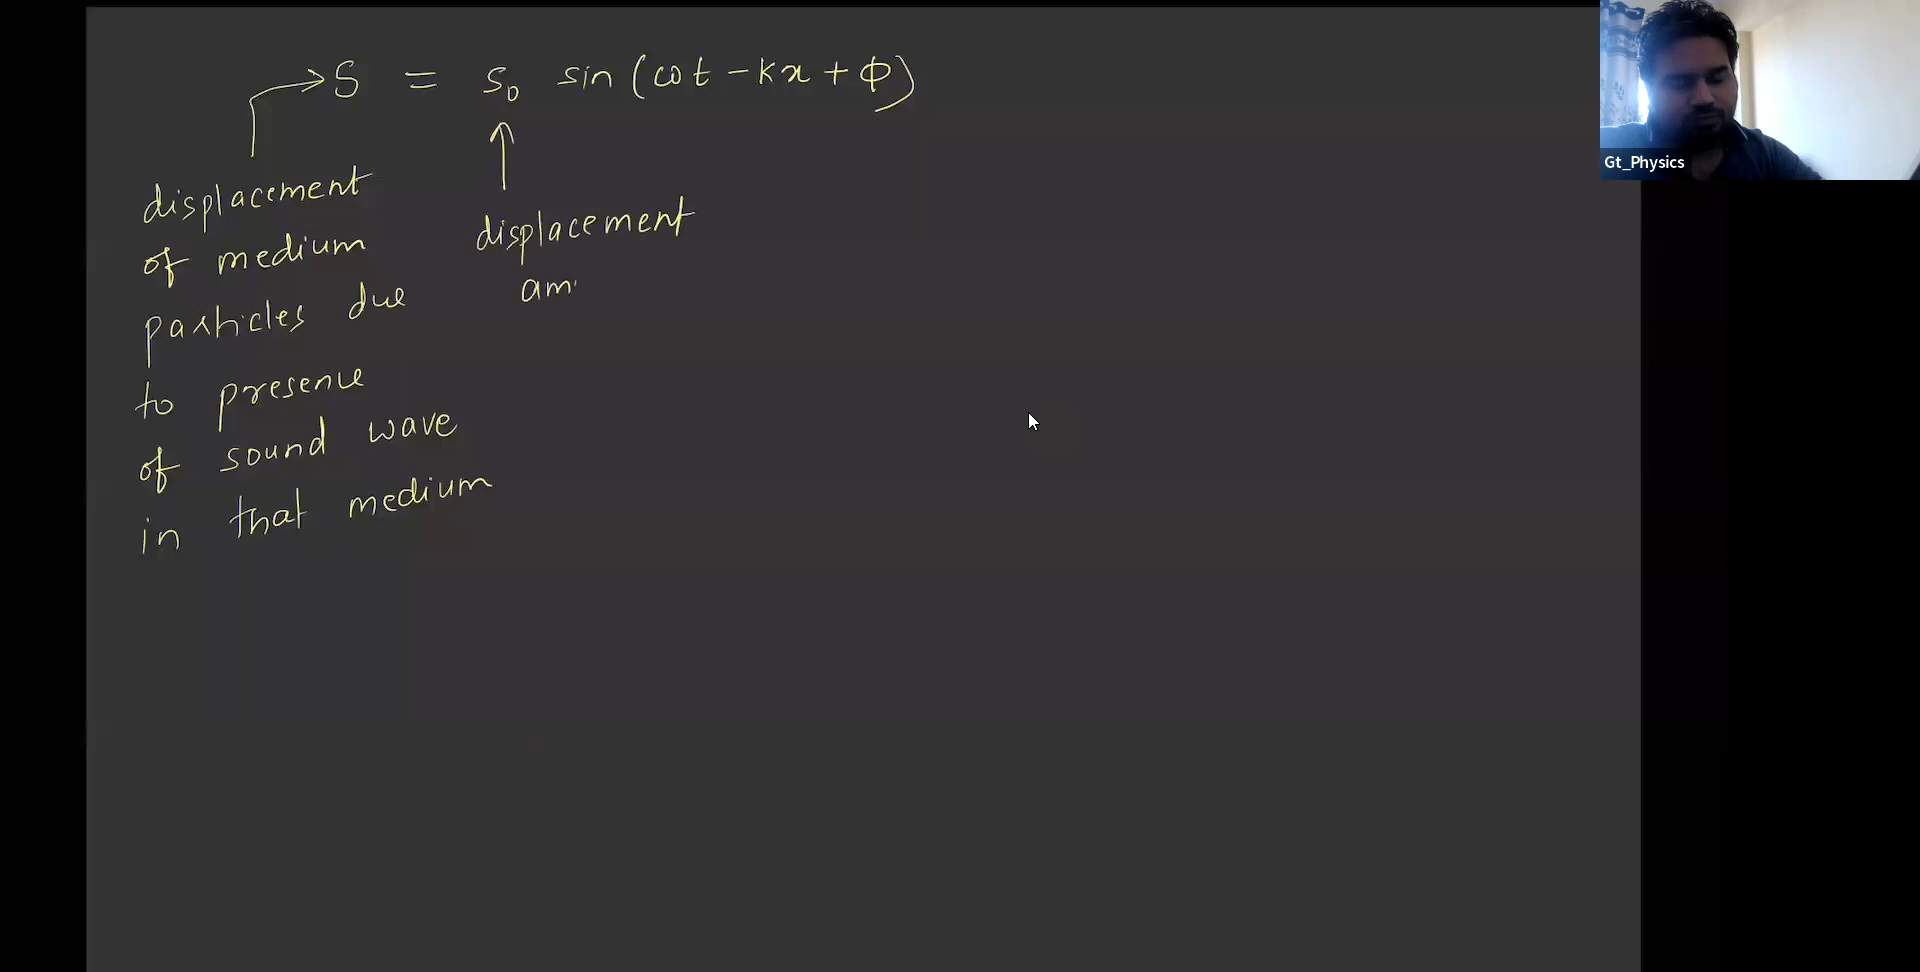 S = s₀ sin (ωt - kx + φ)
displacement
of medium
particles due
to presence
of sound wave
in that medium
displacement
am
Gt_Physics